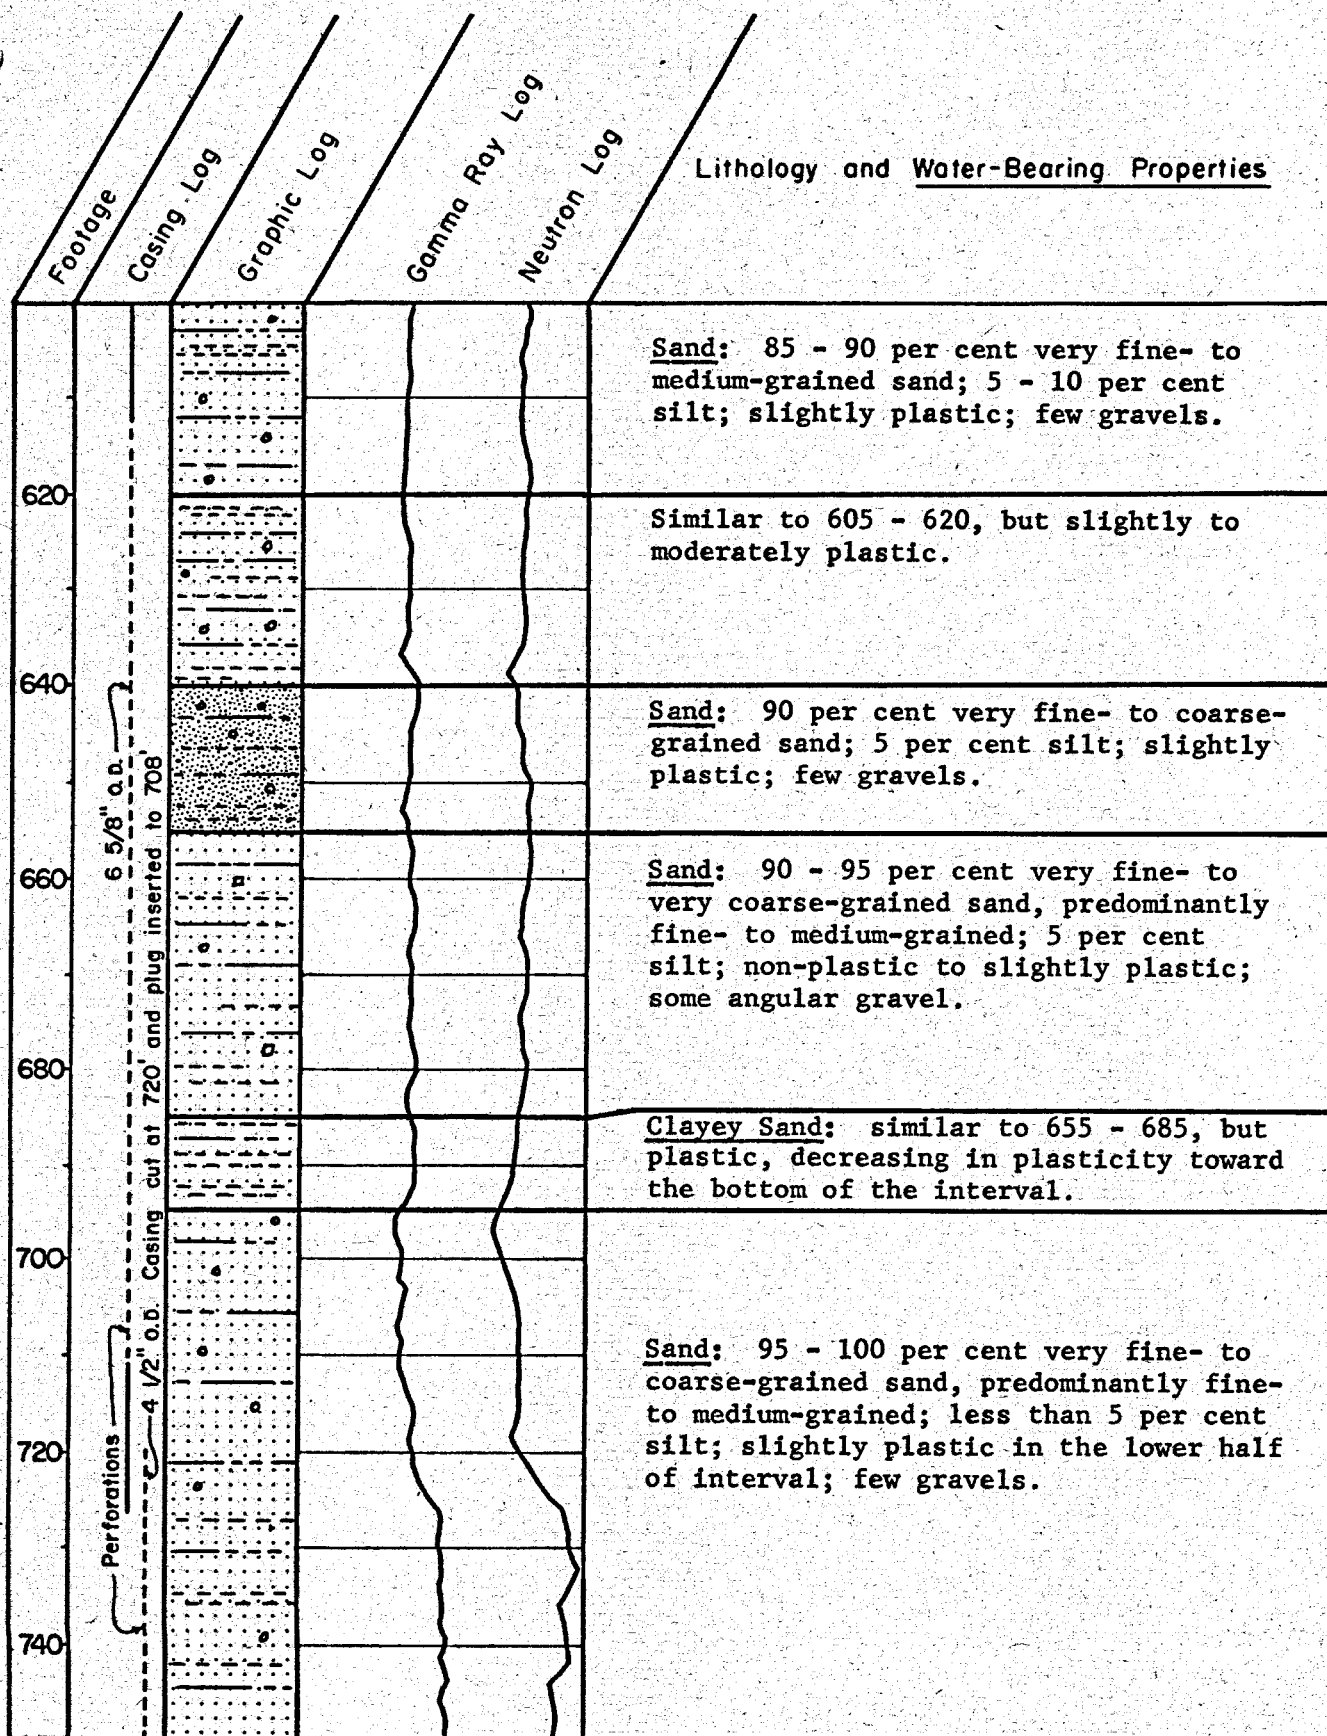 Footage
Casing Log
Graphic Log
Gamma Ray Log
Neutron Log
Lithology and Water-Bearing Properties
Sand: 85 - 90 per cent very fine- to
medium-grained sand; 5 - 10 per cent
silt; slightly plastic; few gravels.
620
Similar to 605 - 620, but slightly to
moderately plastic.
640
Sand: 90 per cent very fine- to coarse-
grained sand; 5 per cent silt; slightly
plastic; few gravels.
6 5/8" O.D.
660
Sand: 90 - 95 per cent very fine- to
very coarse-grained sand, predominantly
fine- to medium-grained; 5 per cent
silt; non-plastic to slightly plastic;
some angular gravel.
680
Clayey Sand: similar to 655 - 685, but
plastic, decreasing in plasticity toward
the bottom of the interval.
4 1/2" O.D. Casing cut at 720' and plug inserted to 708'
700
Sand: 95 - 100 per cent very fine- to
coarse-grained sand, predominantly fine-
to medium-grained; less than 5 per cent
silt; slightly plastic in the lower half
of interval; few gravels.
720
Perforations
740